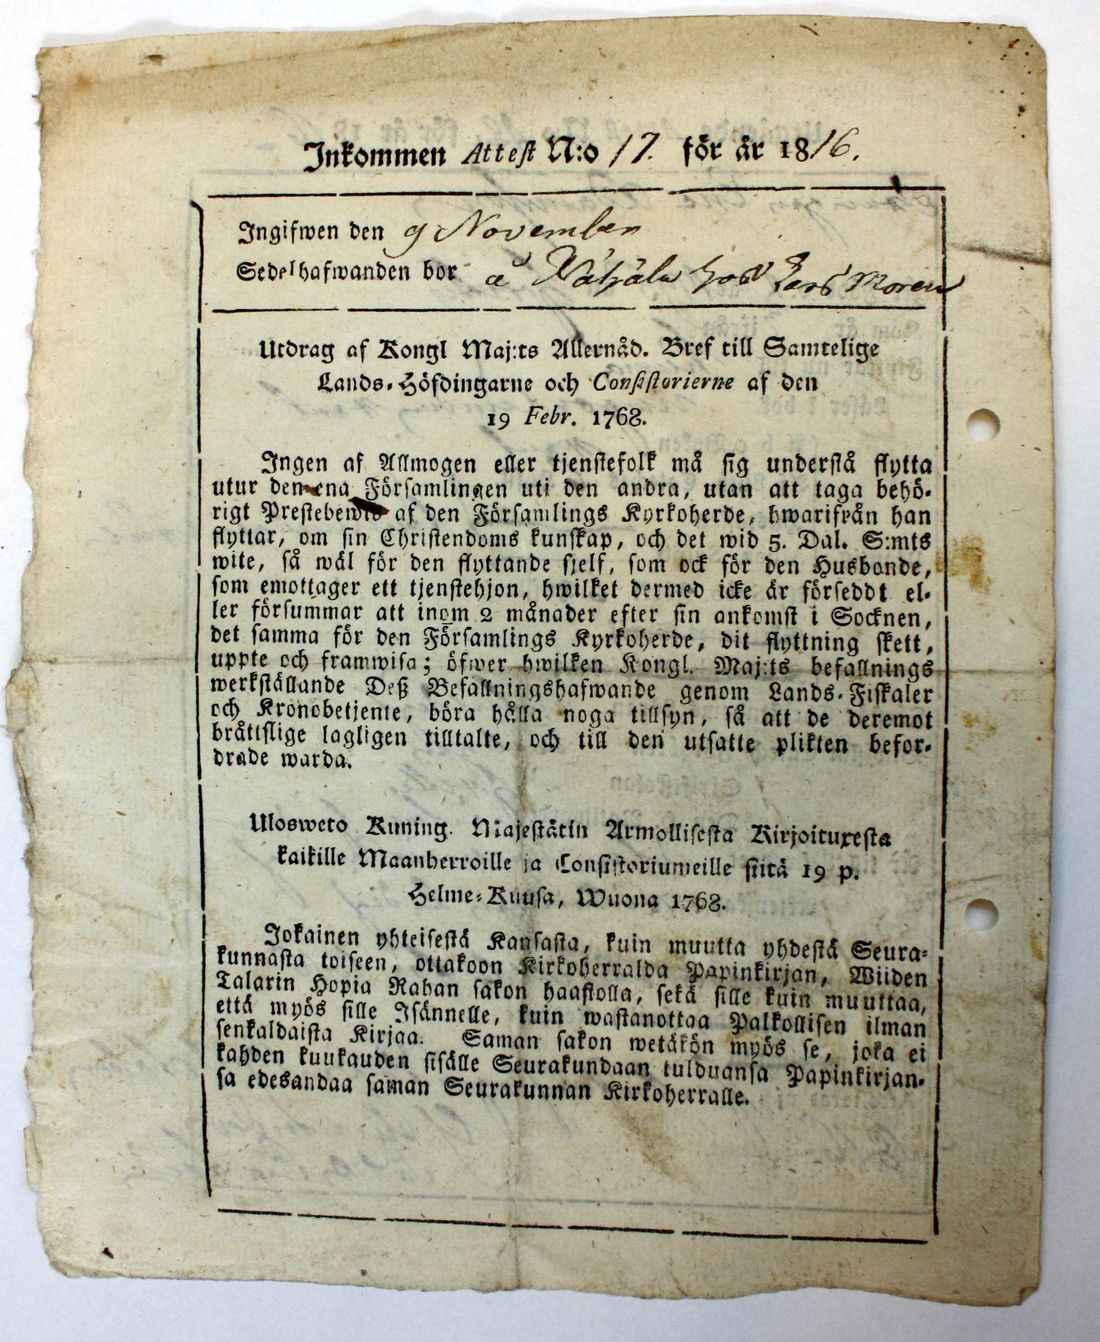 Inkommen Attest N:o 17. för år 1816.
Ingifwen den 9 November
Sedelhafwanden bor å hos Lars Moren
Utdrag af Kongl Maj:ts Allernåd. Bref till Samtelige
Lands-Höfdingarne och Consistorierne af den
19 Febr. 1768.
Ingen af Allmogen eller tjenstefolk må sig understå flytta
utur den ena Församlingen uti den andra, utan att taga behö-
rigt Prestebewis af den Församlings Kyrkoherde, hwarifrån han
flyttar, om sin Christendoms kunskap, och det wid 5. Dal. S:mts
wite, så wäl för den flyttande sjelf, som ock för den Husbonde,
som emottager ett tjenstehjon, hwilket dermed icke är förseddt el-
ler försummar att inom 2 månader efter sin ankomst i Socknen,
det samma för den Församlings Kyrkoherde, dit flyttning skett,
uppte och framwisa; öfwer hwilken Kongl. Maj:ts befallnings
werkställande Deß Befallningshafwande genom Lands-Fiskaler
och Kronobetjente, böra hålla noga tillsyn, så att de deremot
bråttslige lagligen tilltalte, och till den utsatte plikten befor-
drade warda.
Ulosweto Kuning. Majestätin Armollisesta Kirjoituxesta
kaikille Maanherroille ja Consistoriumeille siitä 19 p.
Helme-Kuusa, Wuona 1768.
Jokainen yhteisestä Kansasta, kuin muutta yhdestä Seura-
kunnasta toiseen, ottakoon Kirkoherralda Papinkirjan, Wiiden
Talarin Hopia Rahan sakon haastolla, sekä sille kuin muuttaa,
että myös sille Isännelle, kuin wastanottaa Palkollisen ilman
senkaldaista Kirjaa. Saman sakon wetäkön myös se, joka ei
kahden kuukauden sisälle Seurakundaan tulduansa Papinkirjan-
sa edesandaa saman Seurakunnan Kirkoherralle.